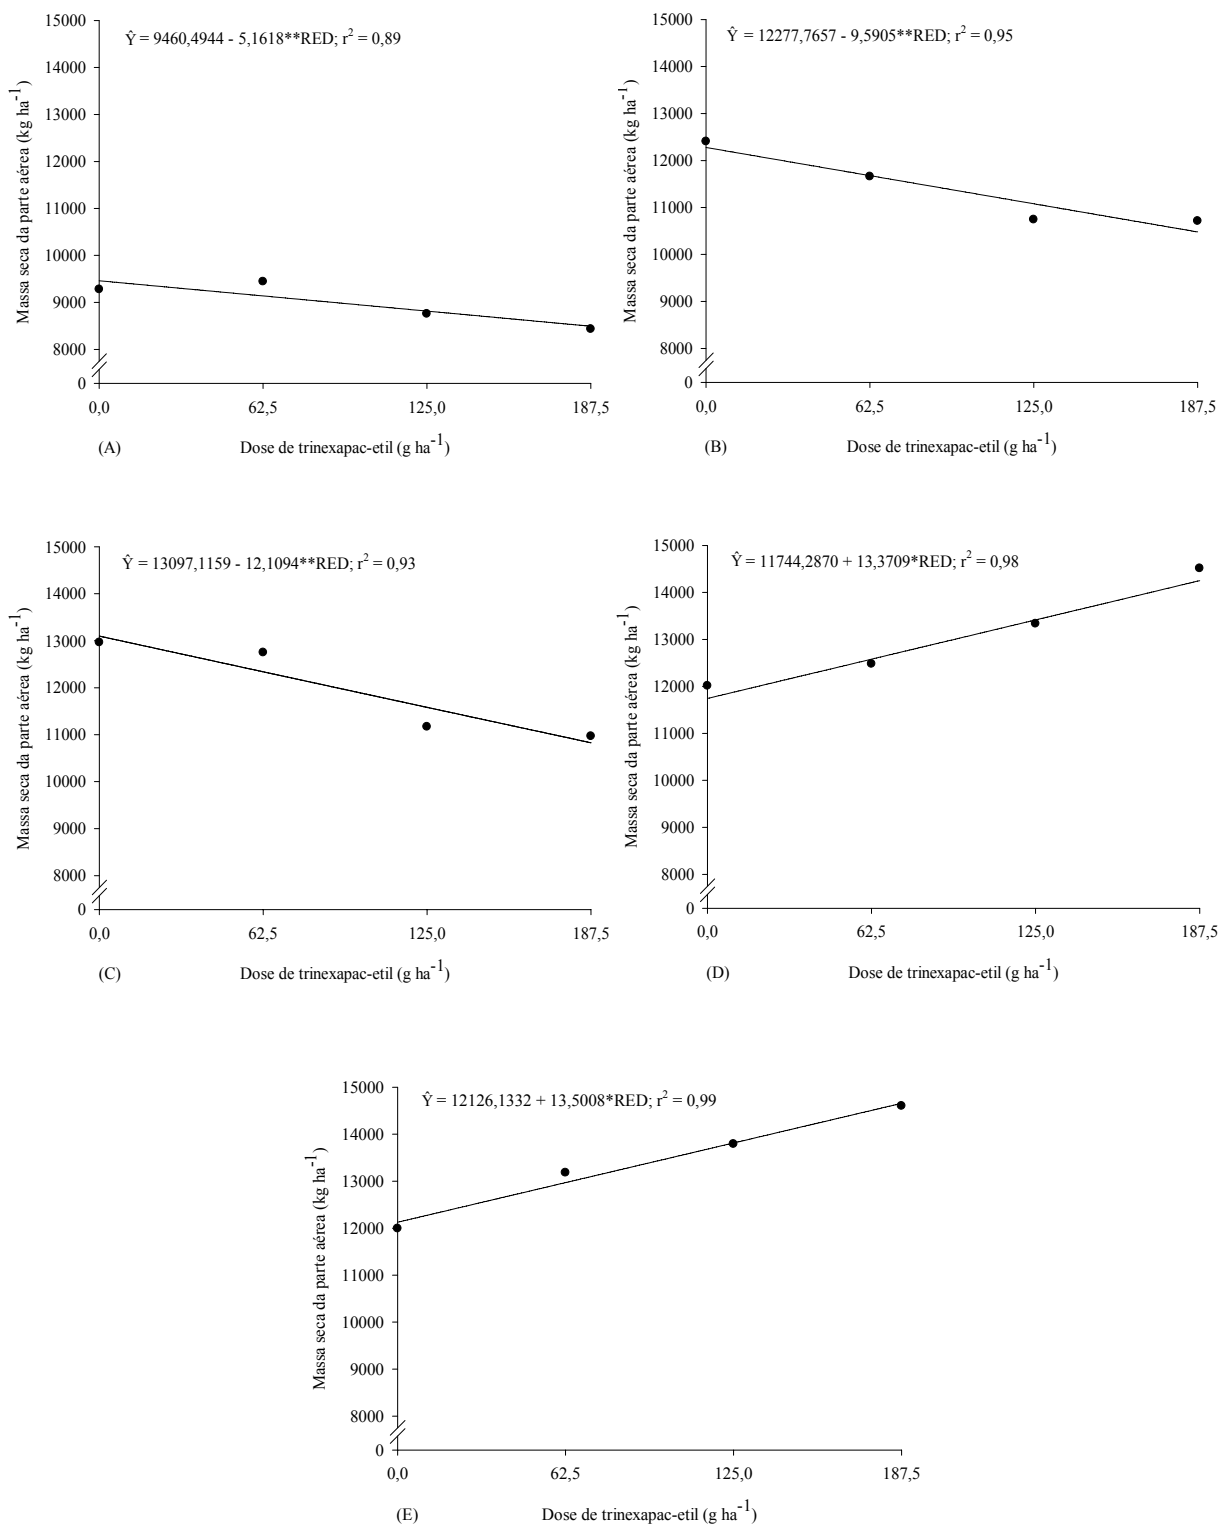 Ŷ = 9460,4944 - 5,1618**RED; r² = 0,89
Massa seca da parte aérea (kg ha⁻¹)
15000
14000
13000
12000
11000
10000
9000
8000
0
0,0 62,5 125,0 187,5
(A) Dose de trinexapac-etil (g ha⁻¹)
Ŷ = 12277,7657 - 9,5905**RED; r² = 0,95
Massa seca da parte aérea (kg ha⁻¹)
15000
14000
13000
12000
11000
10000
9000
8000
0
0,0 62,5 125,0 187,5
(B) Dose de trinexapac-etil (g ha⁻¹)
Ŷ = 13097,1159 - 12,1094**RED; r² = 0,93
Massa seca da parte aérea (kg ha⁻¹)
15000
14000
13000
12000
11000
10000
9000
8000
0
0,0 62,5 125,0 187,5
(C) Dose de trinexapac-etil (g ha⁻¹)
Ŷ = 11744,2870 + 13,3709*RED; r² = 0,98
Massa seca da parte aérea (kg ha⁻¹)
15000
14000
13000
12000
11000
10000
9000
8000
0
0,0 62,5 125,0 187,5
(D) Dose de trinexapac-etil (g ha⁻¹)
Ŷ = 12126,1332 + 13,5008*RED; r² = 0,99
Massa seca da parte aérea (kg ha⁻¹)
15000
14000
13000
12000
11000
10000
9000
8000
0
0,0 62,5 125,0 187,5
(E) Dose de trinexapac-etil (g ha⁻¹)